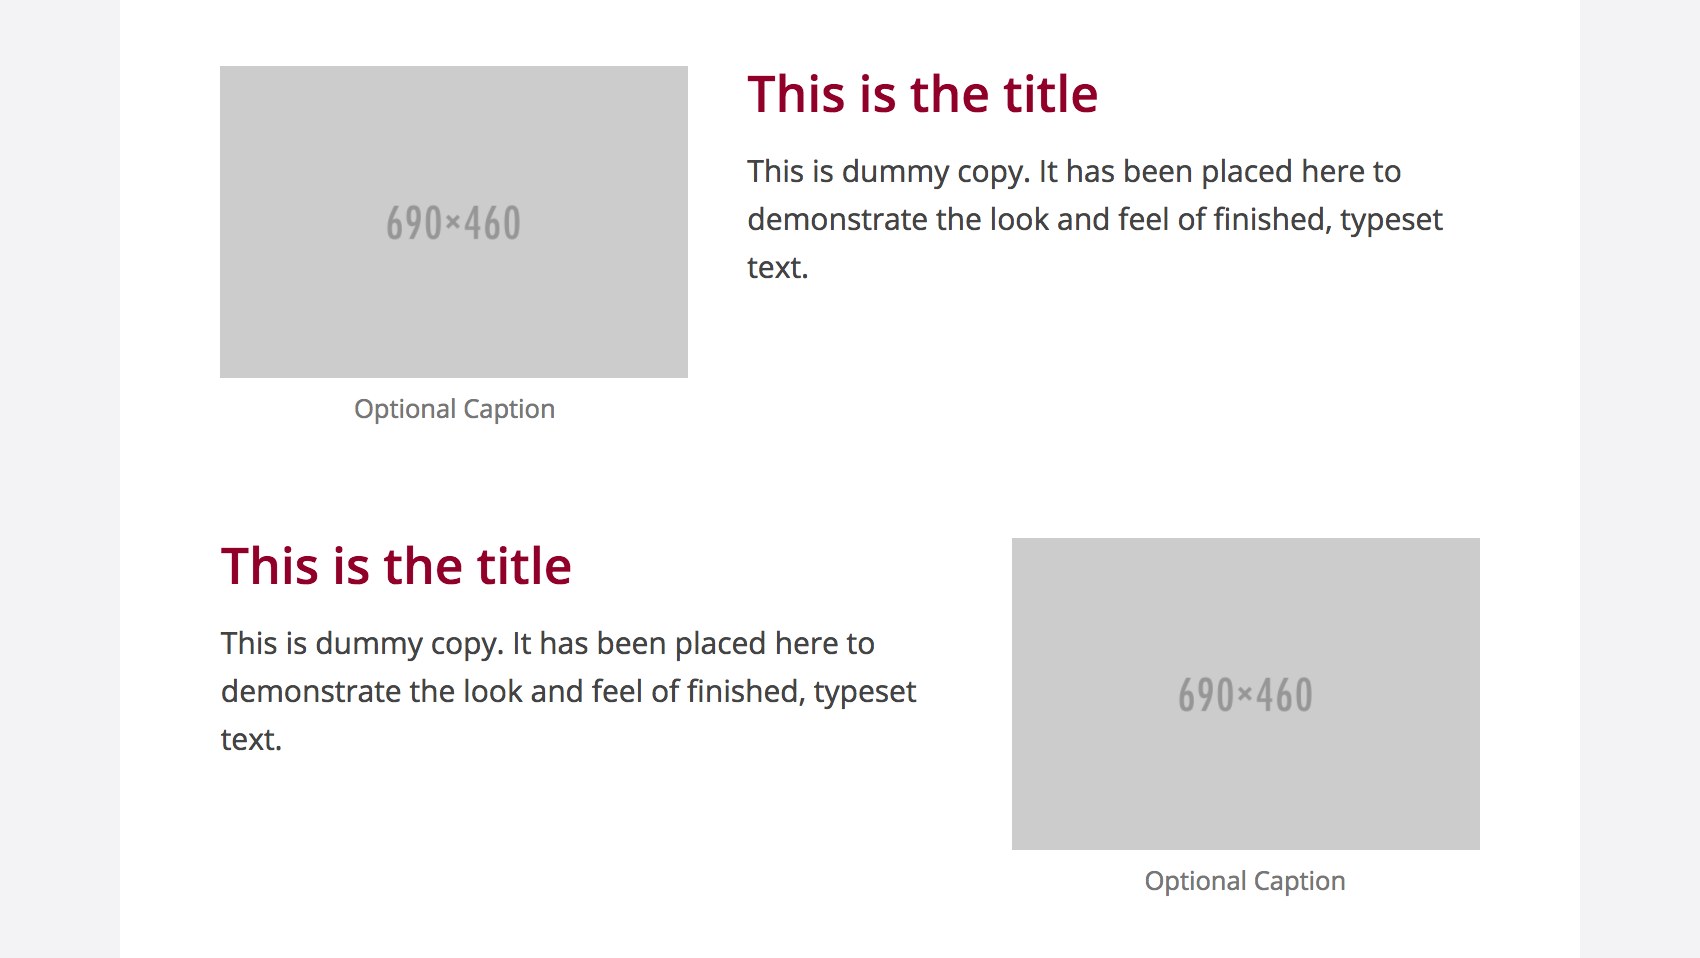 690×460
Optional Caption
This is the title
This is dummy copy. It has been placed here to
demonstrate the look and feel of finished, typeset
text.
This is the title
This is dummy copy. It has been placed here to
demonstrate the look and feel of finished, typeset
text.
690×460
Optional Caption